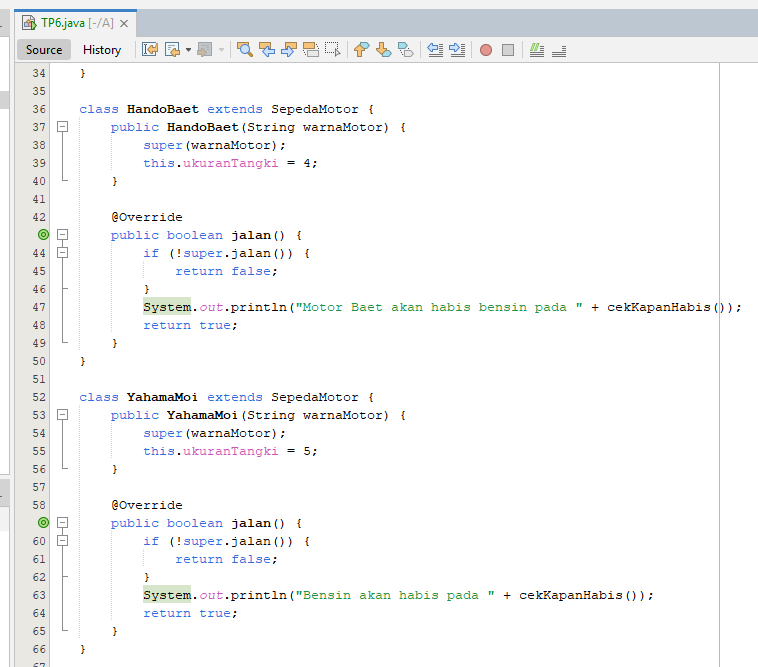 TP6.java [-/A]
Source History
34 }
35
36 class HandoBaet extends SepedaMotor {
37 public HandoBaet(String warnaMotor) {
38 super(warnaMotor);
39 this.ukuranTangki = 4;
40 }
41
42 @Override
public boolean jalan() {
44 if (!super.jalan()) {
45 return false;
46 }
47 System.out.println("Motor Baet akan habis bensin pada " + cekKapanHabis());
48 return true;
49 }
50 }
51
52 class YahamaMoi extends SepedaMotor {
53 public YahamaMoi(String warnaMotor) {
54 super(warnaMotor);
55 this.ukuranTangki = 5;
56 }
57
58 @Override
public boolean jalan() {
60 if (!super.jalan()) {
61 return false;
62 }
63 System.out.println("Bensin akan habis pada " + cekKapanHabis());
64 return true;
65 }
66 }